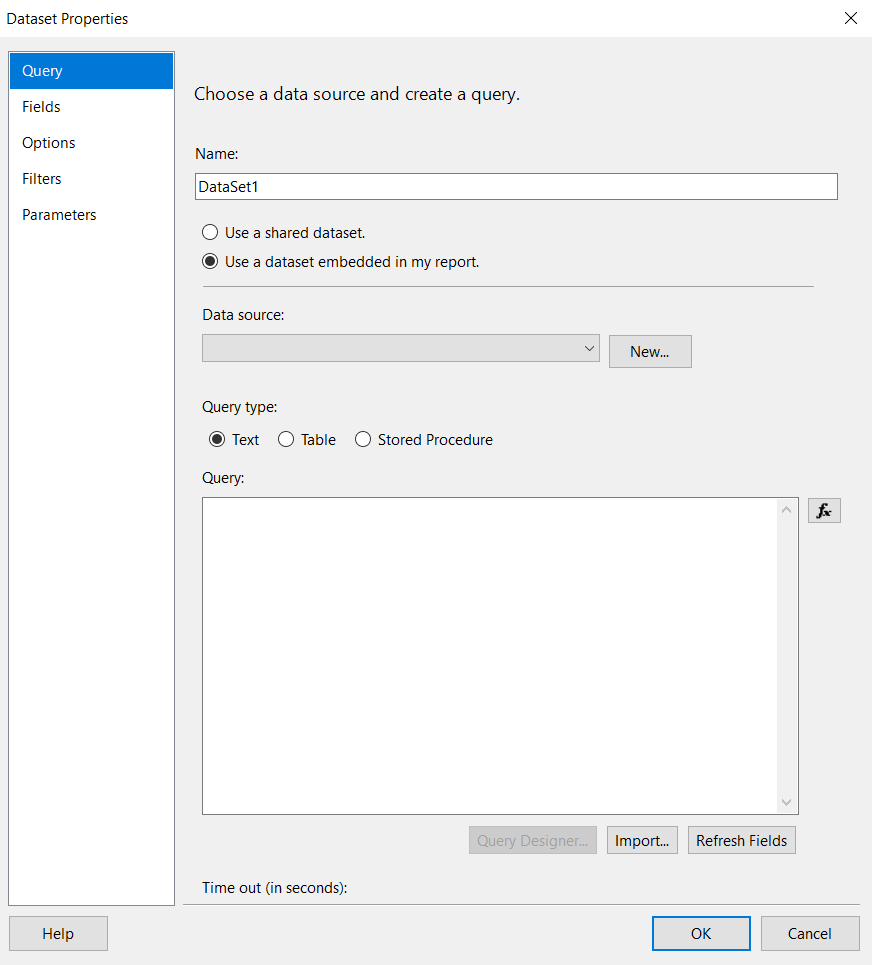 Dataset Properties
Query
Fields
Options
Filters
Parameters
Choose a data source and create a query.
Name:
DataSet1
Use a shared dataset.
Use a dataset embedded in my report.
Data source:
New...
Query type:
Text Table Stored Procedure
Query:
fx
Query Designer... Import... Refresh Fields
Time out (in seconds):
Help OK Cancel